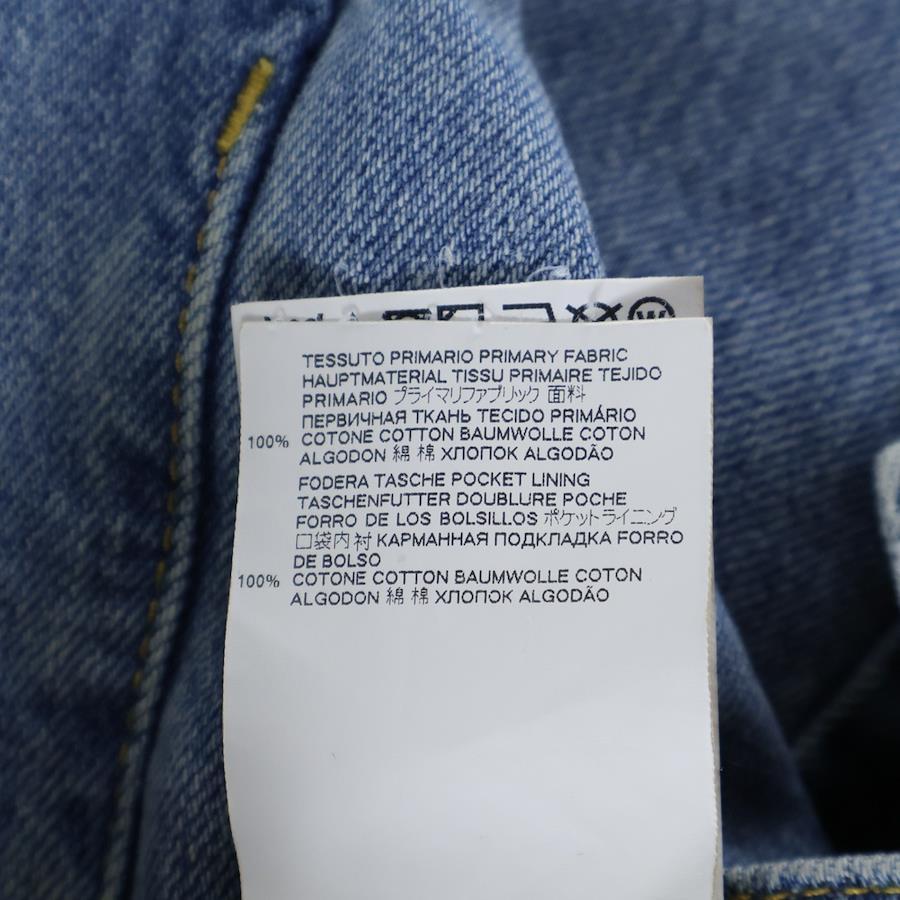 TESSUTO PRIMARIO PRIMARY FABRIC
HAUPTMATERIAL TISSU PRIMAIRE TEJIDO
PRIMARIO プライマリファブリック 面料
ПЕРВИЧНАЯ ТКАНЬ TECIDO PRIMÁRIO
100% COTONE COTTON BAUMWOLLE COTON
ALGODON 綿 棉 ХЛОПОК ALGODÃO
FODERA TASCHE POCKET LINING
TASCHENFUTTER DOUBLURE POCHE
FORRO DE LOS BOLSILLOS ポケットライニング
口袋内衬 КАРМАННАЯ ПОДКЛАДКА FORRO
DE BOLSO
100% COTONE COTTON BAUMWOLLE COTON
ALGODON 綿 棉 ХЛОПОК ALGODÃO